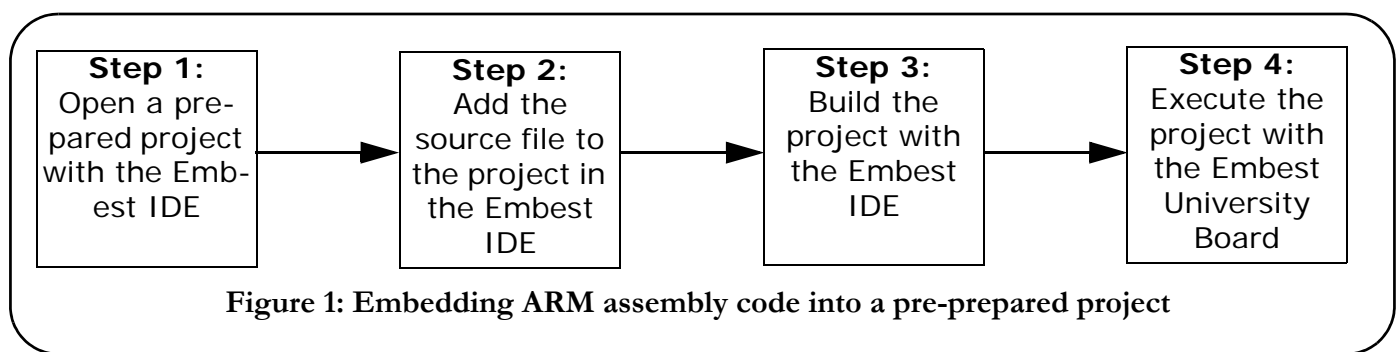 Step 1:
Open a pre-
pared project
with the Emb-
est IDE
Step 2:
Add the
source file to
the project in
the Embest
IDE
Step 3:
Build the
project with
the Embest
IDE
Step 4:
Execute the
project with
the Embest
University
Board
Figure 1: Embedding ARM assembly code into a pre-prepared project